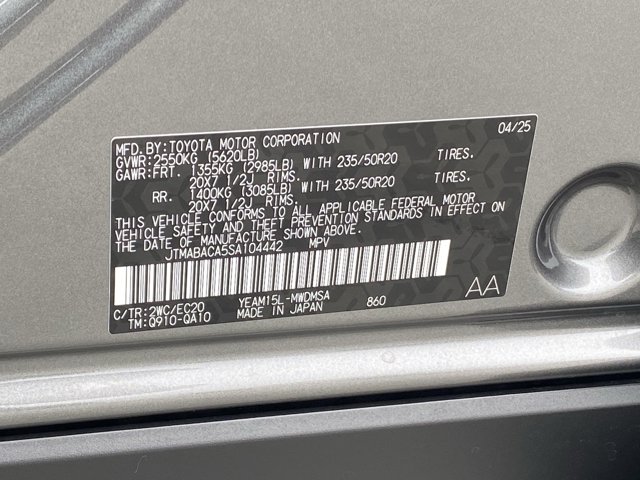 MFD. BY: TOYOTA MOTOR CORPORATION 04/25
GVWR: 2550KG (5620LB)
GAWR: FRT. 1355KG (2985LB) WITH 235/50R20 TIRES.
20X7 1/2J RIMS.
RR. 1400KG (3085LB) WITH 235/50R20 TIRES.
20X7 1/2J RIMS.
THIS VEHICLE CONFORMS TO ALL APPLICABLE FEDERAL MOTOR
VEHICLE SAFETY AND THEFT PREVENTION STANDARDS IN EFFECT ON
THE DATE OF MANUFACTURE SHOWN ABOVE.
JTMABACA5SA104442 MPV
C/TR: 2WC/EC20 YEAM15L-MWDMSA 860 AA
TM: Q910-QA10 MADE IN JAPAN